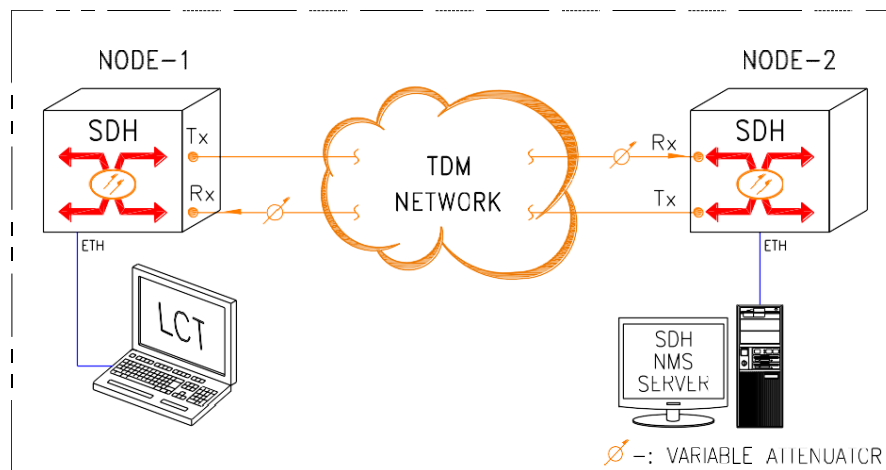 NODE-1
NODE-2
SDH
Tx
Rx
ETH
TDM
NETWORK
SDH
Rx
Tx
ETH
LCT
SDH
NMS
SERVER
-: VARIABLE ATTENUATOR